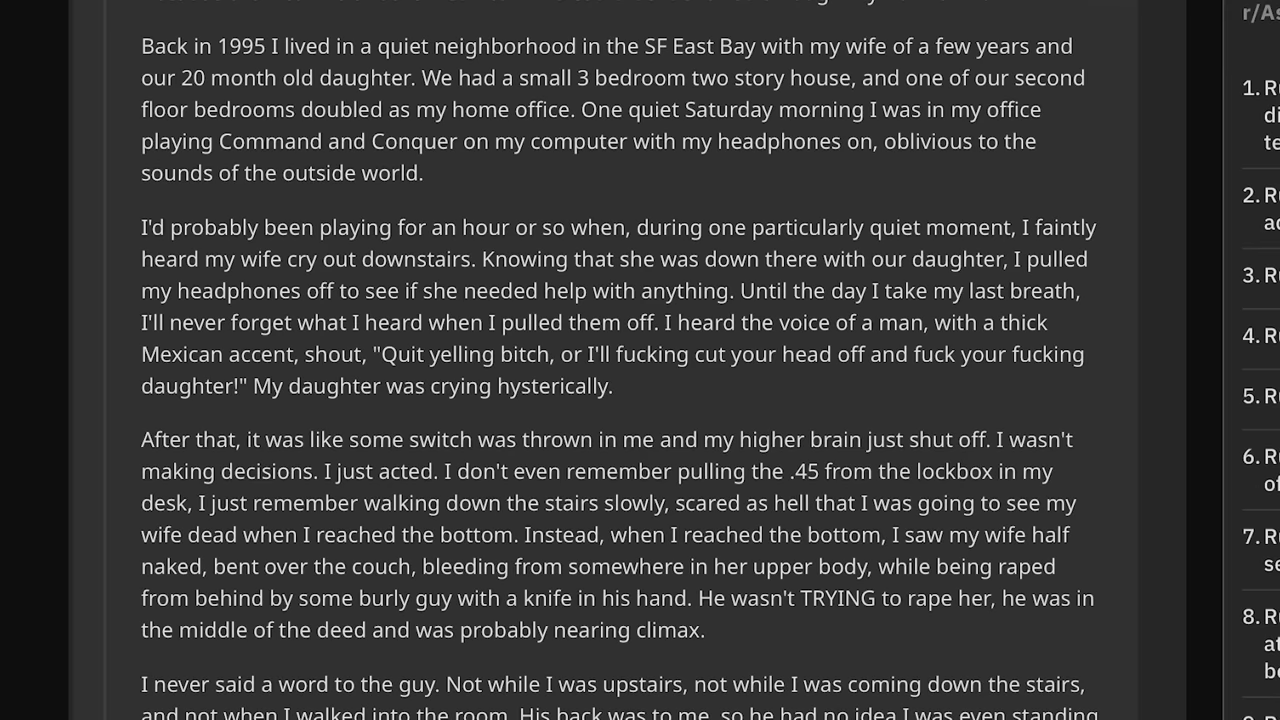 r/As
Back in 1995 I lived in a quiet neighborhood in the SF East Bay with my wife of a few years and
our 20 month old daughter. We had a small 3 bedroom two story house, and one of our second
floor bedrooms doubled as my home office. One quiet Saturday morning I was in my office
playing Command and Conquer on my computer with my headphones on, oblivious to the
sounds of the outside world.
I'd probably been playing for an hour or so when, during one particularly quiet moment, I faintly
heard my wife cry out downstairs. Knowing that she was down there with our daughter, I pulled
my headphones off to see if she needed help with anything. Until the day I take my last breath,
I'll never forget what I heard when I pulled them off. I heard the voice of a man, with a thick
Mexican accent, shout, "Quit yelling bitch, or I'll fucking cut your head off and fuck your fucking
daughter!" My daughter was crying hysterically.
After that, it was like some switch was thrown in me and my higher brain just shut off. I wasn't
making decisions. I just acted. I don't even remember pulling the .45 from the lockbox in my
desk, I just remember walking down the stairs slowly, scared as hell that I was going to see my
wife dead when I reached the bottom. Instead, when I reached the bottom, I saw my wife half
naked, bent over the couch, bleeding from somewhere in her upper body, while being raped
from behind by some burly guy with a knife in his hand. He wasn't TRYING to rape her, he was in
the middle of the deed and was probably nearing climax.
I never said a word to the guy. Not while I was upstairs, not while I was coming down the stairs,
and not when I walked into the room. His back was to me, so he had no idea I was even standing
1. R
di
te
2. R
ac
3. R
4. R
5. R
6. R
of
7. R
se
8. R
at
b